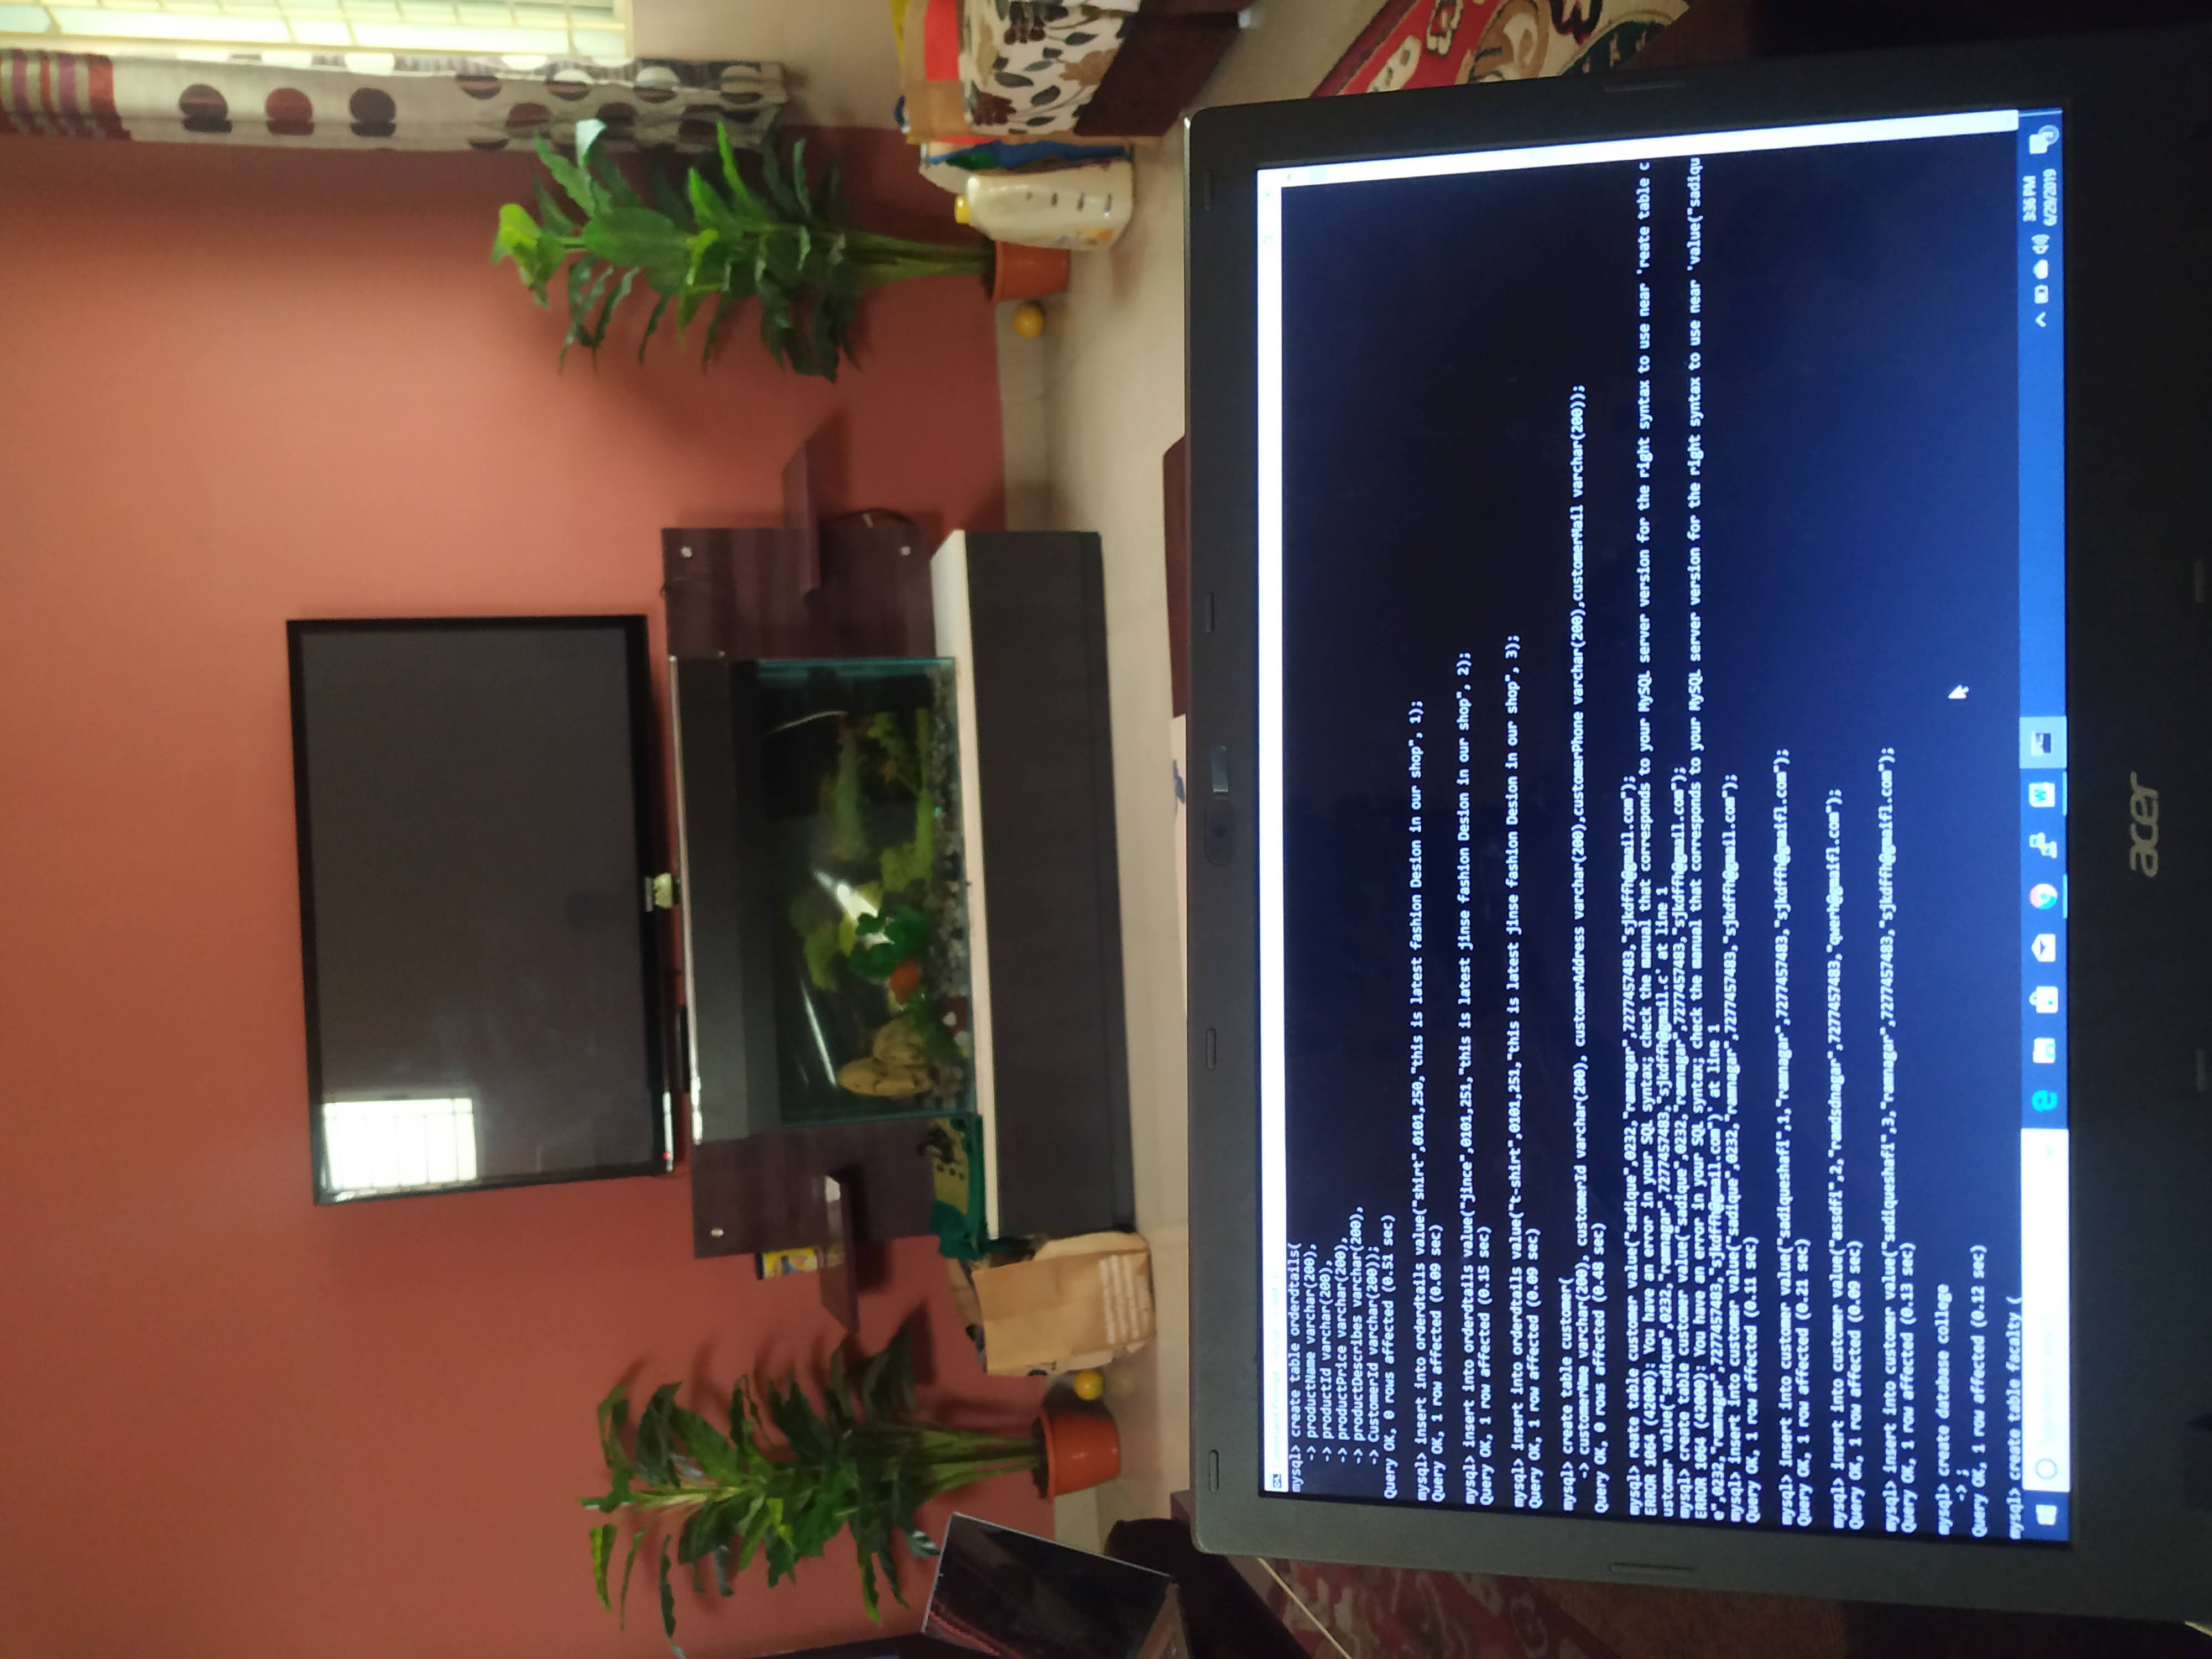 mysql> create table orderdtails(
-> productName varchar(200),
-> productId varchar(200),
-> productPrice varchar(200),
-> productDescribes varchar(200),
-> CustomerId varchar(200));
Query OK, 0 rows affected (0.51 sec)
mysql> insert into orderdtails value("shirt",0101,250,"this is latest fashion Desion in our shop", 1);
Query OK, 1 row affected (0.09 sec)
mysql> insert into orderdtails value("jince",0101,251,"this is latest jinse fashion Desion in our shop", 2);
Query OK, 1 row affected (0.15 sec)
mysql> insert into orderdtails value("t-shirt",0101,251,"this is latest jinse fashion Desion in our shop", 3);
Query OK, 1 row affected (0.09 sec)
mysql> create table customer(
-> customerNme varchar(200), customerId varchar(200), customerAddress varchar(200),customerPhone varchar(200),customerMail varchar(200));
Query OK, 0 rows affected (0.48 sec)
mysql> reate table customer value("sadique",0232,"ramnagar",7277457483,"sjkdffh@gmail.com");
ERROR 1064 (42000): You have an error in your SQL syntax; check the manual that corresponds to your MySQL server version for the right syntax to use near 'reate table c
ustomer value("sadique",0232,"ramnagar",7277457483,"sjkdffh@gmail.c' at line 1
mysql> create table customer value("sadique",0232,"ramnagar",7277457483,"sjkdffh@gmail.com");
ERROR 1064 (42000): You have an error in your SQL syntax; check the manual that corresponds to your MySQL server version for the right syntax to use near 'value("sadiqu
e",0232,"ramnagar",7277457483,"sjkdffh@gmail.com")' at line 1
mysql> insert into customer value("sadique",0232,"ramnagar",7277457483,"sjkdffh@gmail.com");
Query OK, 1 row affected (0.11 sec)
mysql> insert into customer value("sadiqueshafi",1,"ramnagar",7277457483,"sjkdffh@gmaifl.com");
Query OK, 1 row affected (0.21 sec)
mysql> insert into customer value("assdfi",2,"ramdsdnagar",7277457483,"qwerh@gmaifl.com");
Query OK, 1 row affected (0.09 sec)
mysql> insert into customer value("sadiqueshafi",3,"ramnagar",7277457483,"sjkdffh@gmaifl.com");
Query OK, 1 row affected (0.13 sec)
mysql> create database college
-> ;
Query OK, 1 row affected (0.12 sec)
mysql> create table facalty (
3:36 PM
6/29/2019
acer